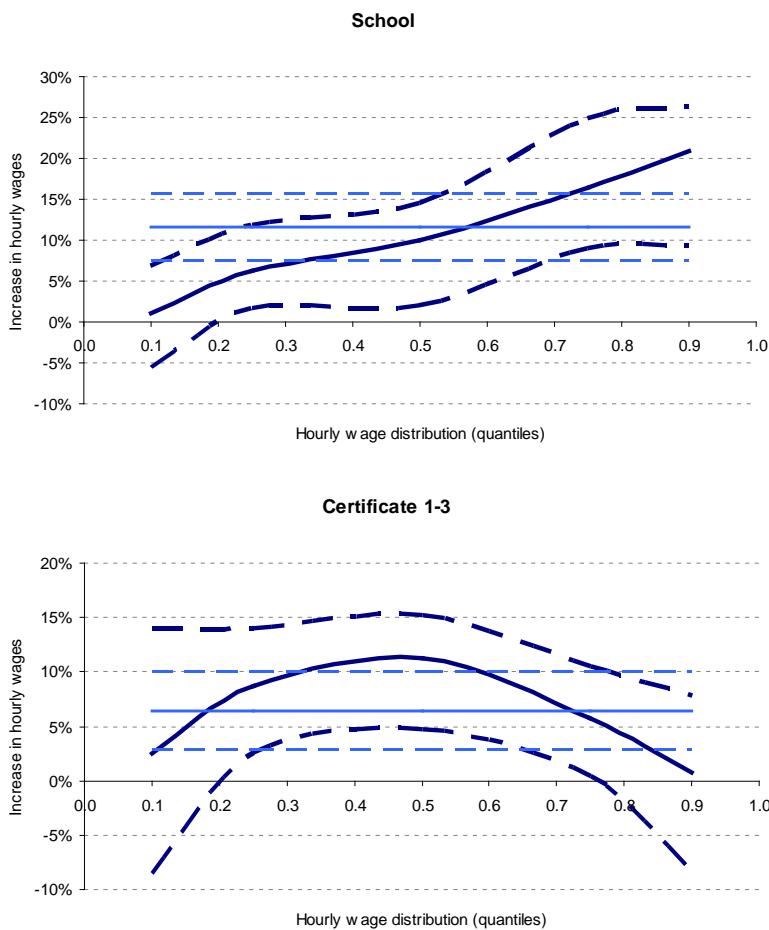 School
30%
25%
20%
15%
10%
5%
0%
-5%
-10%
0.0 0.1 0.2 0.3 0.4 0.5 0.6 0.7 0.8 0.9 1.0
Increase in hourly wages
Hourly wage distribution (quantiles)
Certificate 1-3
20%
15%
10%
5%
0%
-5%
-10%
0.0 0.1 0.2 0.3 0.4 0.5 0.6 0.7 0.8 0.9 1.0
Increase in hourly wages
Hourly wage distribution (quantiles)